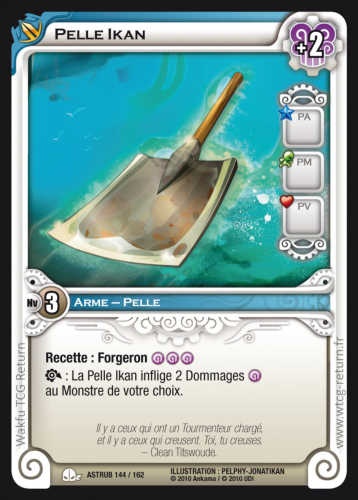 PELLE IKAN
+2
PA
PM
PV
Nv 3
ARME – PELLE
Recette : Forgeron
: La Pelle Ikan inflige 2 Dommages
au Monstre de votre choix.
Il y a ceux qui ont un Tourmenteur chargé,
et il y a ceux qui creusent. Toi, tu creuses.
– Clean Titswoude.
Wakfu TCG Return
www.wtcg-return.fr
ASTRUB 144 / 162
ILLUSTRATION : PELPHY-JONATIKAN
© 2010 Ankama / © 2010 UDI